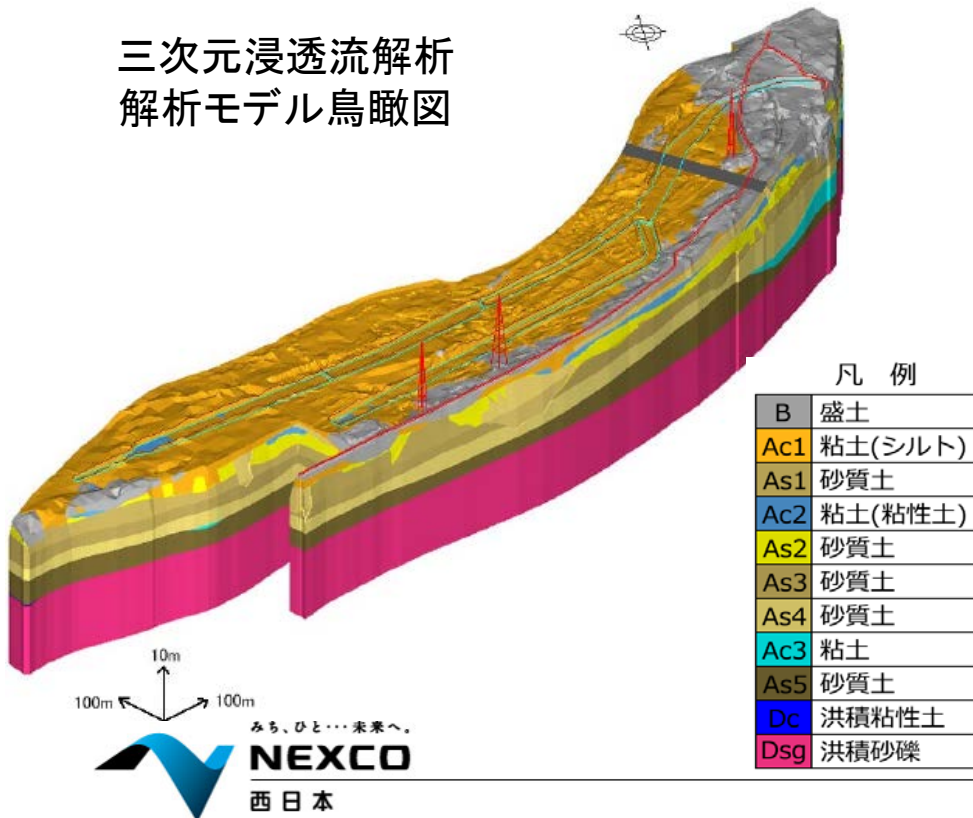 三次元浸透流解析
解析モデル鳥瞰図
凡 例
B 盛土
Ac1 粘土(シルト)
As1 砂質土
Ac2 粘土(粘性土)
As2 砂質土
As3 砂質土
As4 砂質土
Ac3 粘土
As5 砂質土
Dc 洪積粘性土
Dsg 洪積砂礫
10m
100m 100m
みち、ひと…未来へ。
NEXCO
西日本